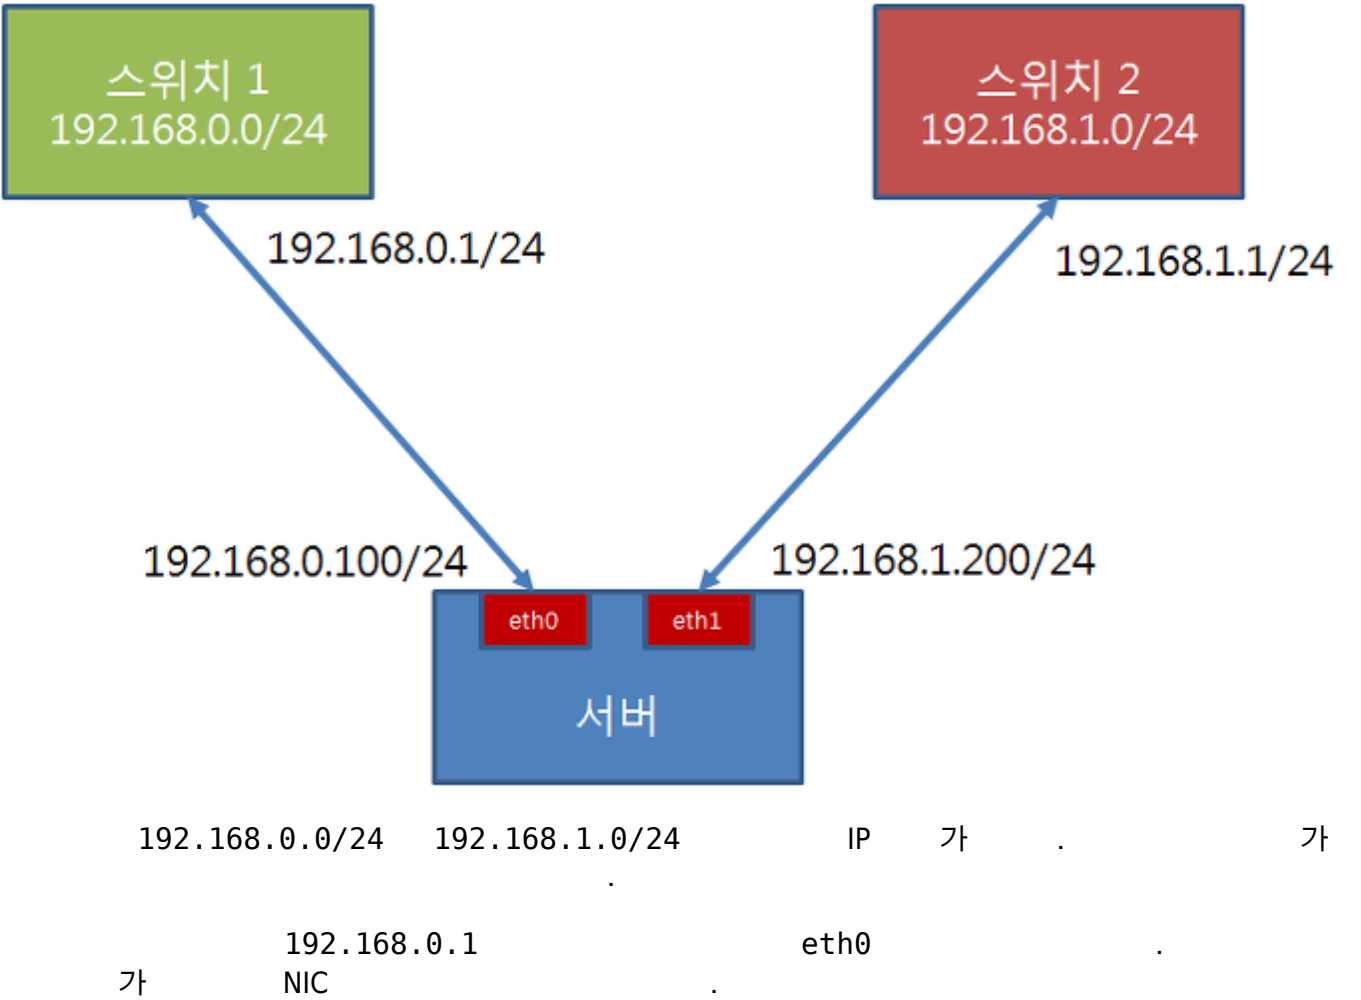 스위치 1
192.168.0.0/24
스위치 2
192.168.1.0/24
192.168.0.1/24
192.168.1.1/24
192.168.0.100/24
192.168.1.200/24
eth0
eth1
서버
192.168.0.0/24 192.168.1.0/24 IP 가 . 가
.
192.168.0.1 eth0 .
가 NIC .